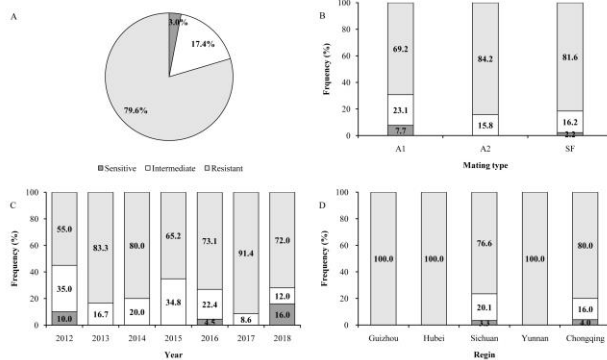 A
3.0%
17.4%
79.6%
Sensitive Intermediate Resistant
B
Frquency (%)
100
80
60
40
20
0
69.2 84.2 81.6
23.1 15.8 16.2
7.7 2.2
A1 A2 SF
Mating type
C
Frequency (%)
100
80
60
40
20
0
55.0 83.3 80.0 65.2 73.1 91.4 72.0
35.0 16.7 20.0 34.8 22.4 8.6 12.0
10.0 4.5 16.0
2012 2013 2014 2015 2016 2017 2018
Year
D
Frequency (%)
100
80
60
40
20
0
100.0 100.0 76.6 100.0 80.0
20.1 16.0
3.3 4.0
Guizhou Hubei Sichuan Yunnan Chongqing
Regin